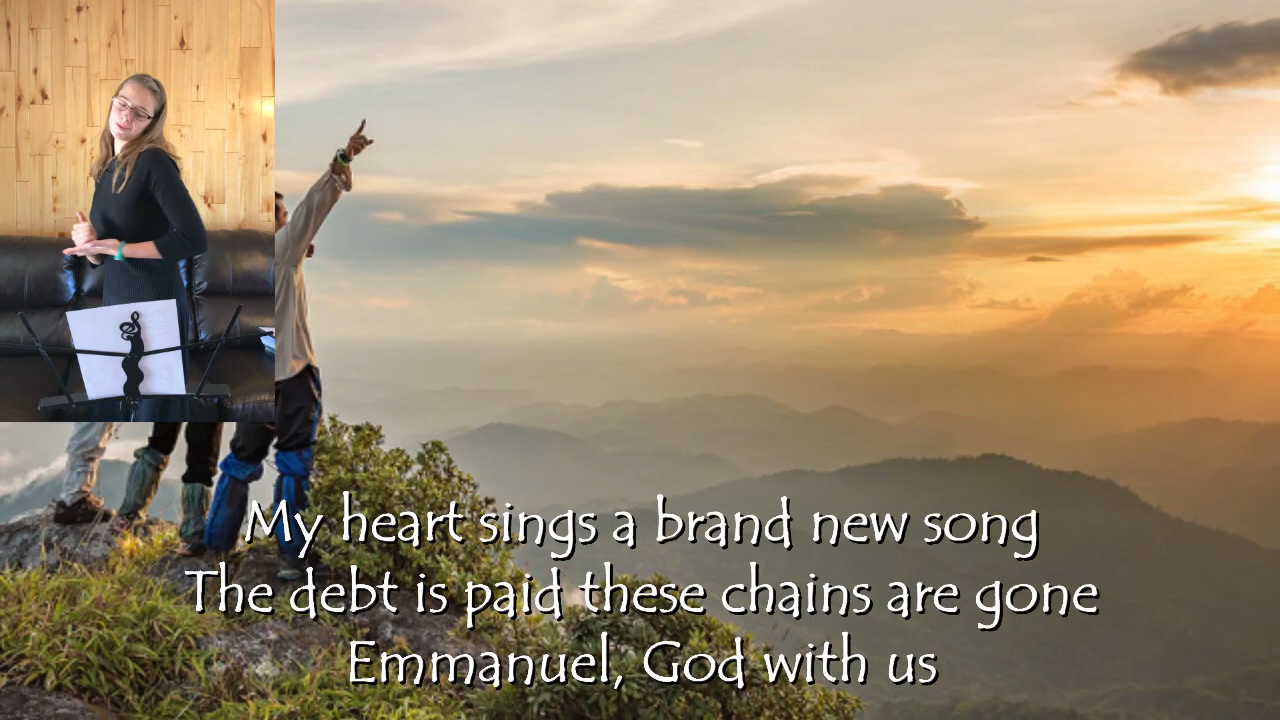 My heart sings a brand new song
The debt is paid these chains are gone
Emmanuel, God with us